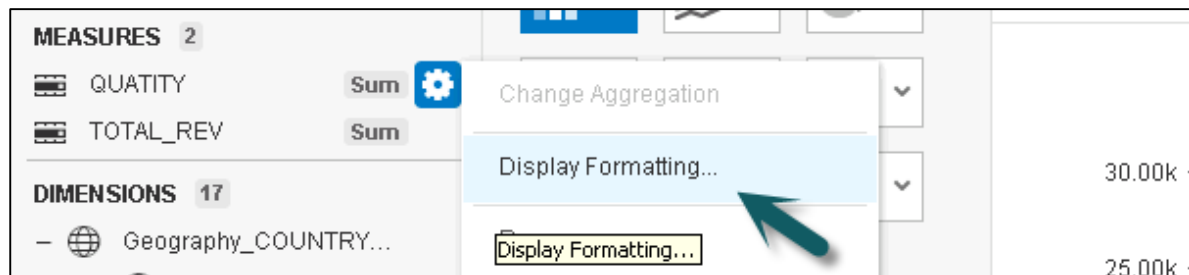 MEASURES 2
QUATITY Sum
TOTAL_REV Sum
DIMENSIONS 17
Geography_COUNTRY...
Change Aggregation
Display Formatting...
Display Formatting...
30.00k
25.00k